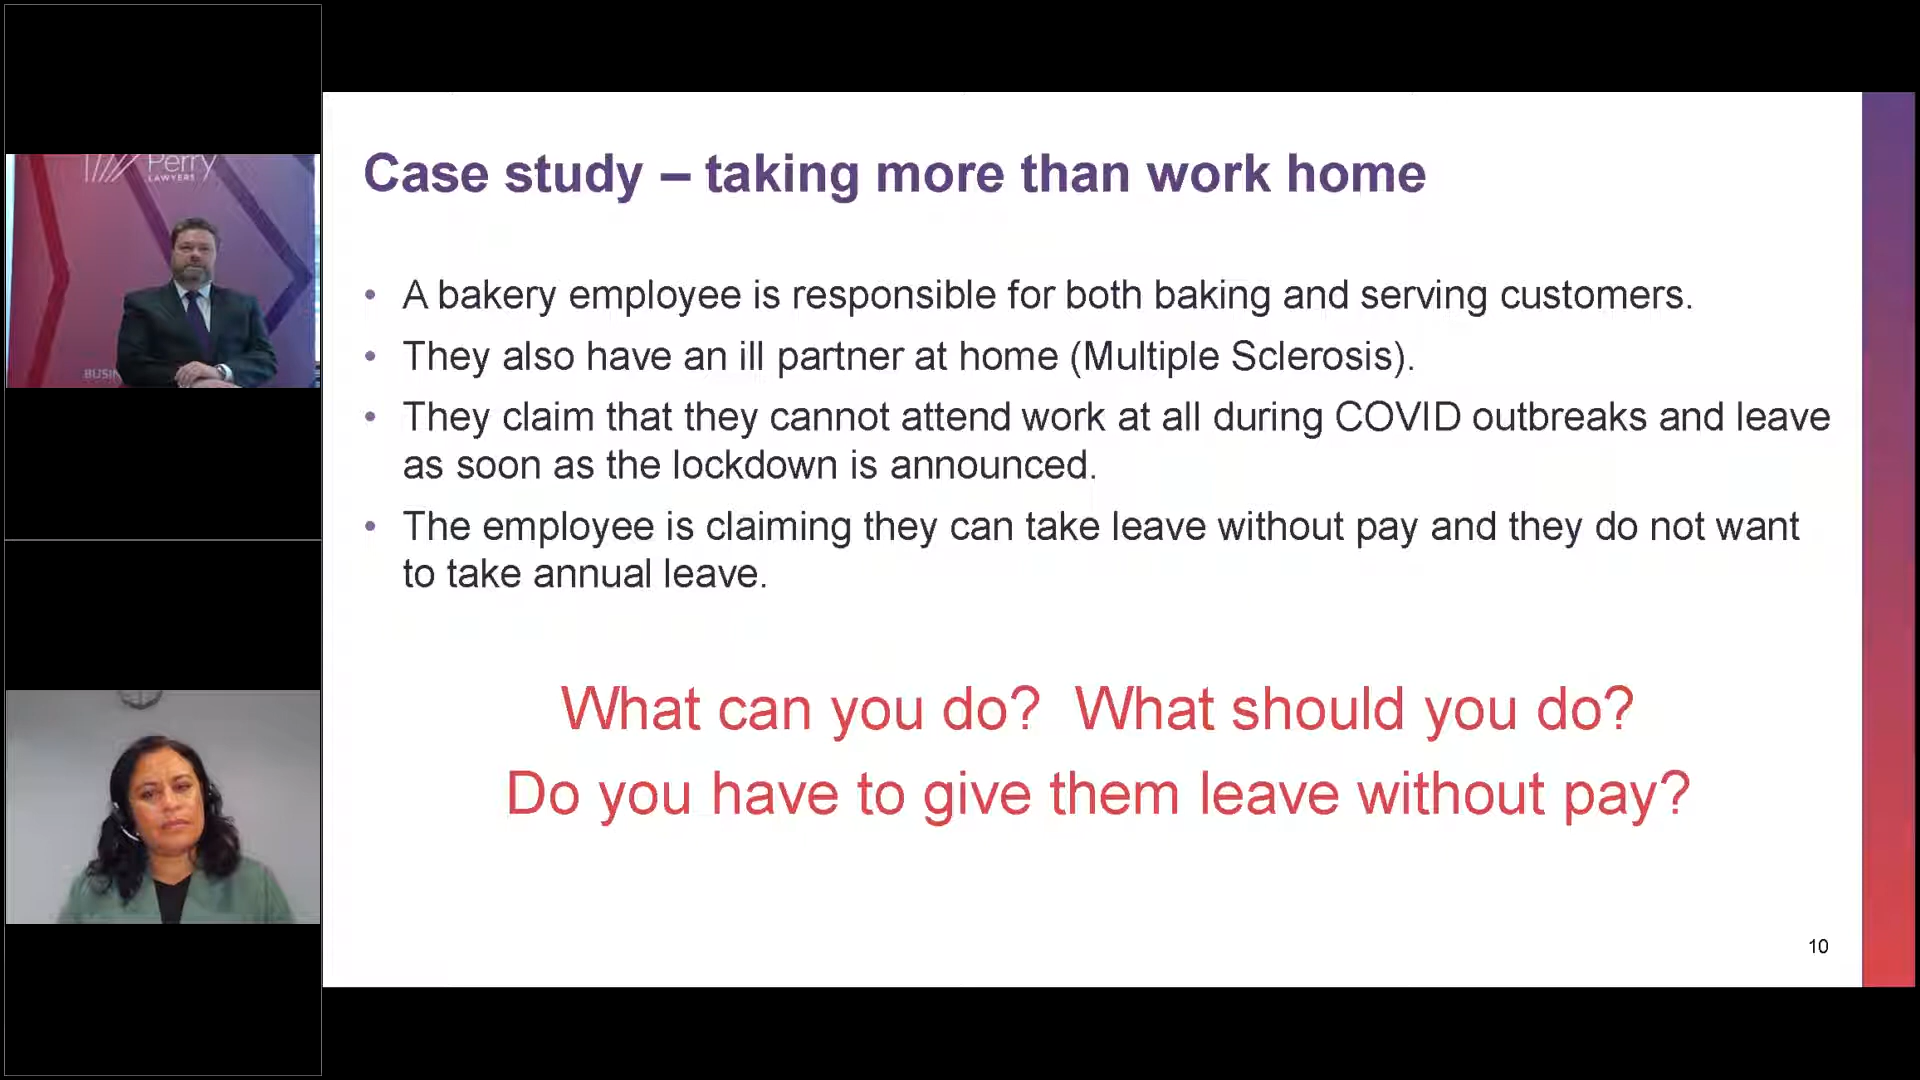 Perry
LAWYERS
BUSIN
Case study – taking more than work home
• A bakery employee is responsible for both baking and serving customers.
• They also have an ill partner at home (Multiple Sclerosis).
• They claim that they cannot attend work at all during COVID outbreaks and leave
as soon as the lockdown is announced.
• The employee is claiming they can take leave without pay and they do not want
to take annual leave.
What can you do? What should you do?
Do you have to give them leave without pay?
10